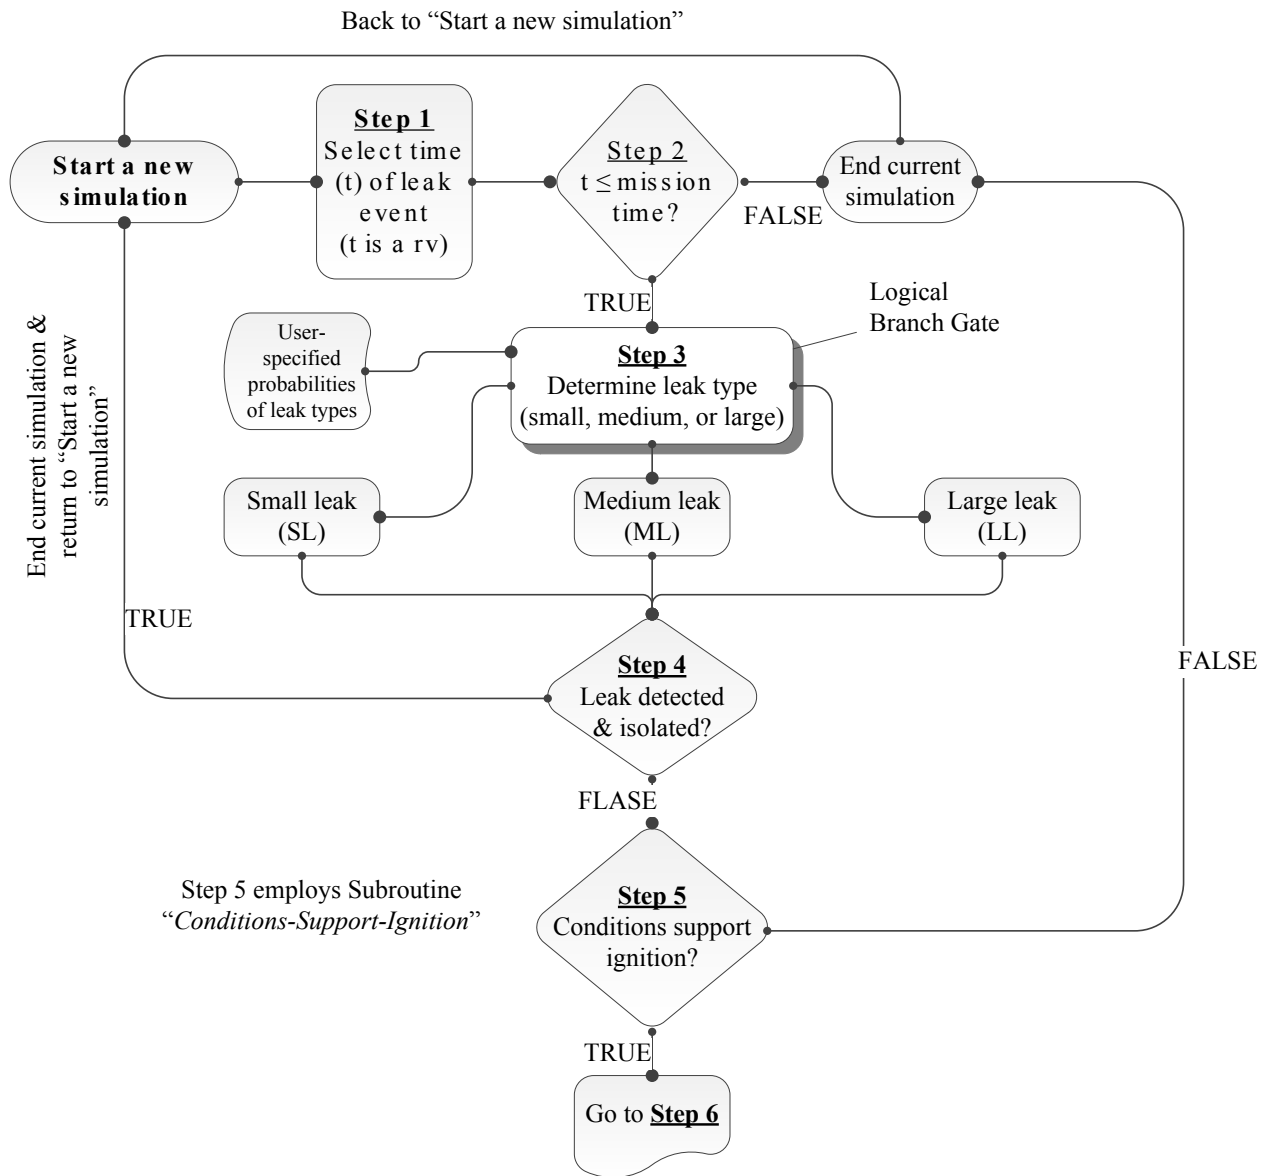 Back to “Start a new simulation”
Start a new
simulation
Step 1
Select time
(t) of leak
event
(t is a rv)
Step 2
t ≤ mission
time?
FALSE
End current
simulation
TRUE
Logical
Branch Gate
User-
specified
probabilities
of leak types
Step 3
Determine leak type
(small, medium, or large)
End current simulation &
return to “Start a new
simulation”
Small leak
(SL)
Medium leak
(ML)
Large leak
(LL)
TRUE
Step 4
Leak detected
& isolated?
FALSE
FLASE
Step 5 employs Subroutine
“Conditions-Support-Ignition”
Step 5
Conditions support
ignition?
TRUE
Go to Step 6